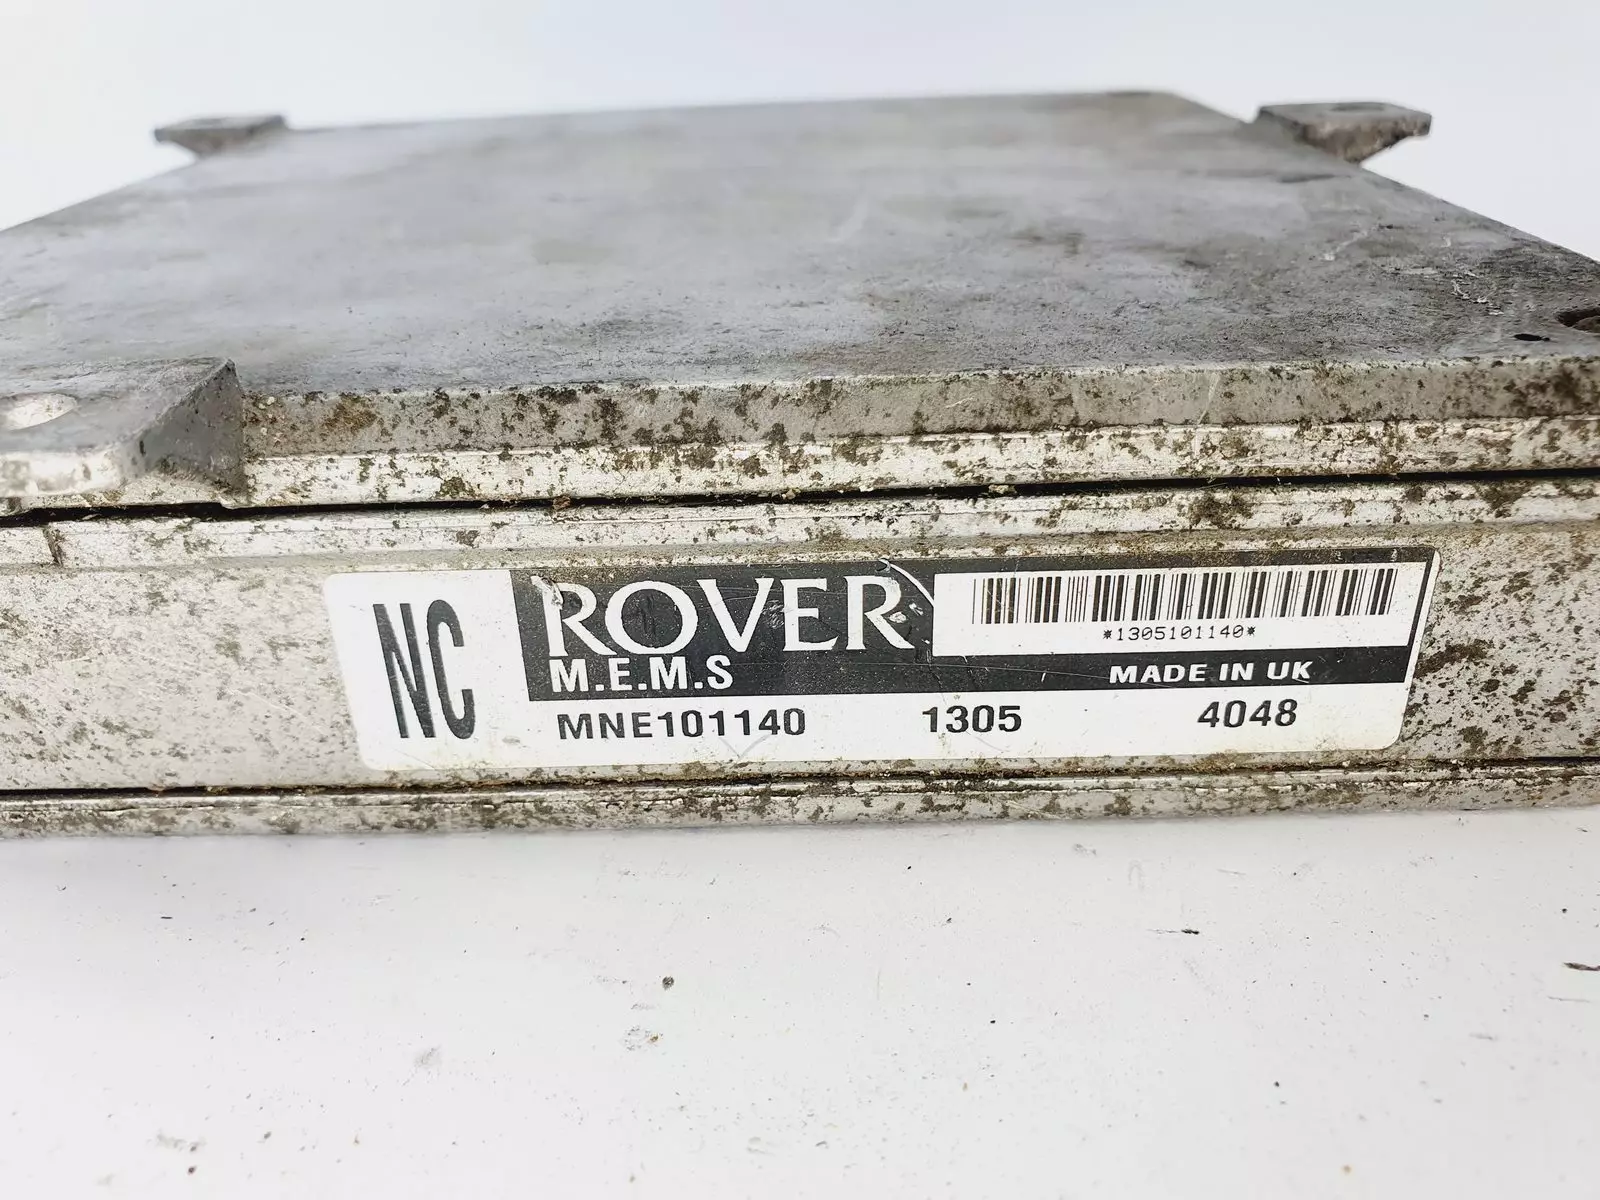 NC
ROVER
*1305101140*
M.E.M.S
MADE IN UK
MNE101140 1305 4048